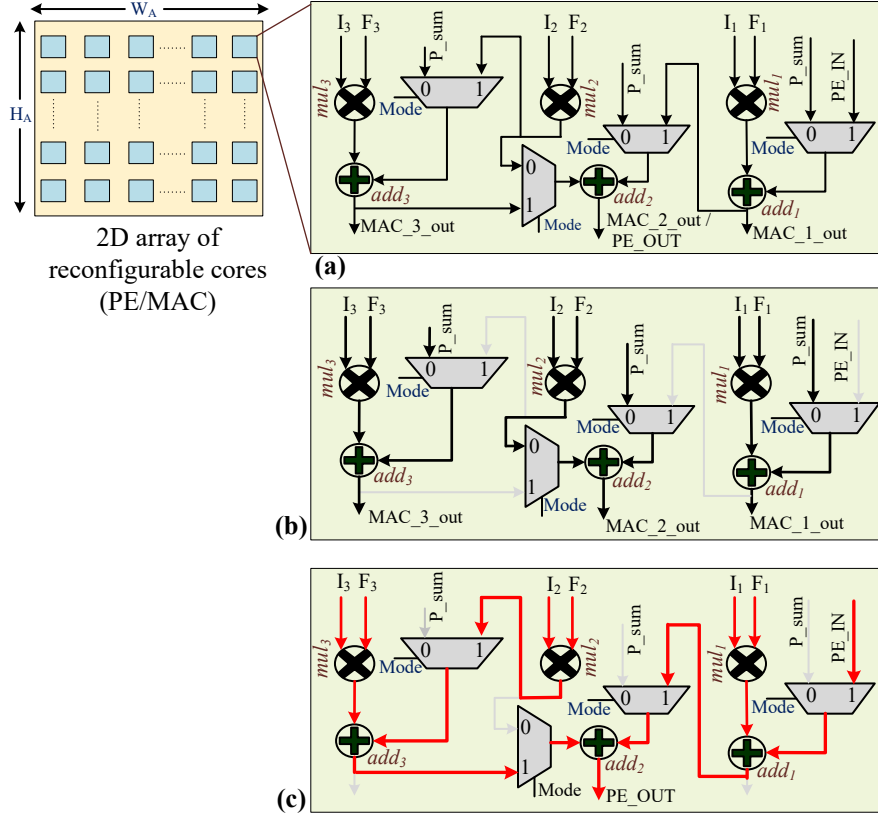 W_A
H_A
2D array of
reconfigurable cores
(PE/MAC)
(a)
I_3 F_3
P_sum
mul_3
0 1
Mode
add_3
MAC_3_out
I_2 F_2
mul_2
P_sum
0 1
Mode
0
1
Mode
add_2
MAC_2_out /
PE_OUT
I_1 F_1
mul_1
P_sum
PE_IN
0 1
Mode
add_1
MAC_1_out
(b)
I_3 F_3
P_sum
mul_3
0 1
Mode
add_3
MAC_3_out
I_2 F_2
mul_2
P_sum
0 1
Mode
0
1
Mode
add_2
MAC_2_out
I_1 F_1
mul_1
P_sum
PE_IN
0 1
Mode
add_1
MAC_1_out
(c)
I_3 F_3
P_sum
mul_3
0 1
Mode
add_3
I_2 F_2
mul_2
P_sum
0 1
Mode
0
1
Mode
add_2
PE_OUT
I_1 F_1
mul_1
P_sum
PE_IN
0 1
Mode
add_1